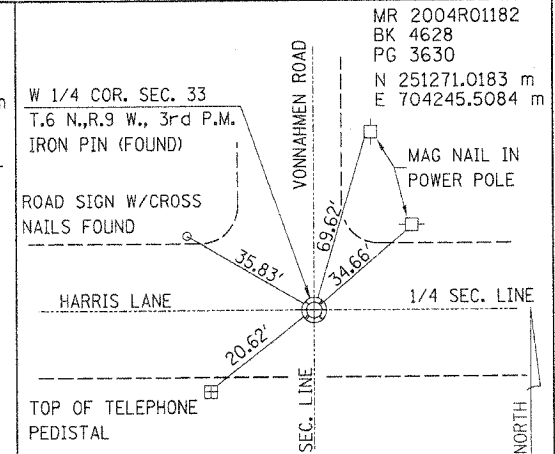 MR 2004R01182
BK 4628
PG 3630
N 251271.0183 m
E 704245.5084 m
W 1/4 COR. SEC. 33
T.6 N.,R.9 W., 3rd P.M.
IRON PIN (FOUND)
VONNAHMEN ROAD
MAG NAIL IN
POWER POLE
ROAD SIGN W/CROSS
NAILS FOUND
69.62'
34.66'
35.83'
HARRIS LANE
1/4 SEC. LINE
20.62'
TOP OF TELEPHONE
PEDISTAL
SEC. LINE
NORTH